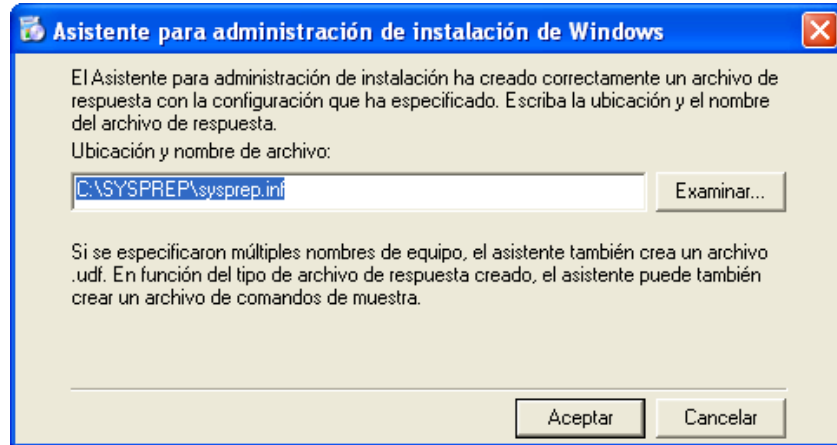 Asistente para administración de instalación de Windows
El Asistente para administración de instalación ha creado correctamente un archivo de
respuesta con la configuración que ha especificado. Escriba la ubicación y el nombre
del archivo de respuesta.
Ubicación y nombre de archivo:
C:\SYSPREP\sysprep.inf
Examinar...
Si se especificaron múltiples nombres de equipo, el asistente también crea un archivo
.udf. En función del tipo de archivo de respuesta creado, el asistente puede también
crear un archivo de comandos de muestra.
Aceptar
Cancelar